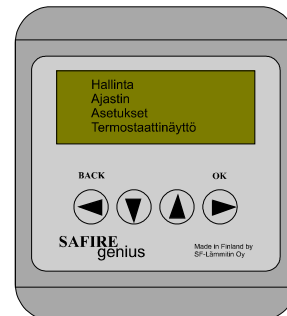 Hallinta
Ajastin
Asetukset
Termostaattinäyttö
BACK OK
SAFIRE
genius
Made in Finland by
SF-Lämmitin Oy